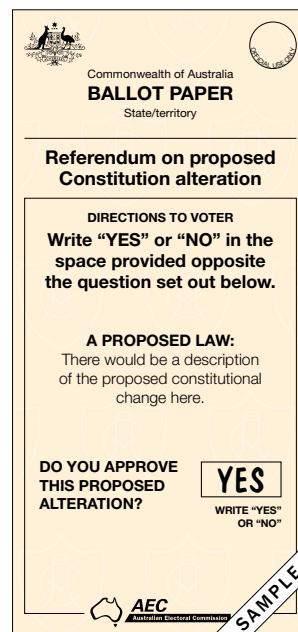 OFFICIAL USE ONLY
Commonwealth of Australia
BALLOT PAPER
State/territory
Referendum on proposed
Constitution alteration
DIRECTIONS TO VOTER
Write “YES” or “NO” in the
space provided opposite
the question set out below.
A PROPOSED LAW:
There would be a description
of the proposed constitutional
change here.
DO YOU APPROVE
THIS PROPOSED
ALTERATION?
YES
WRITE “YES”
OR “NO”
AEC
Australian Electoral Commission
SAMPLE